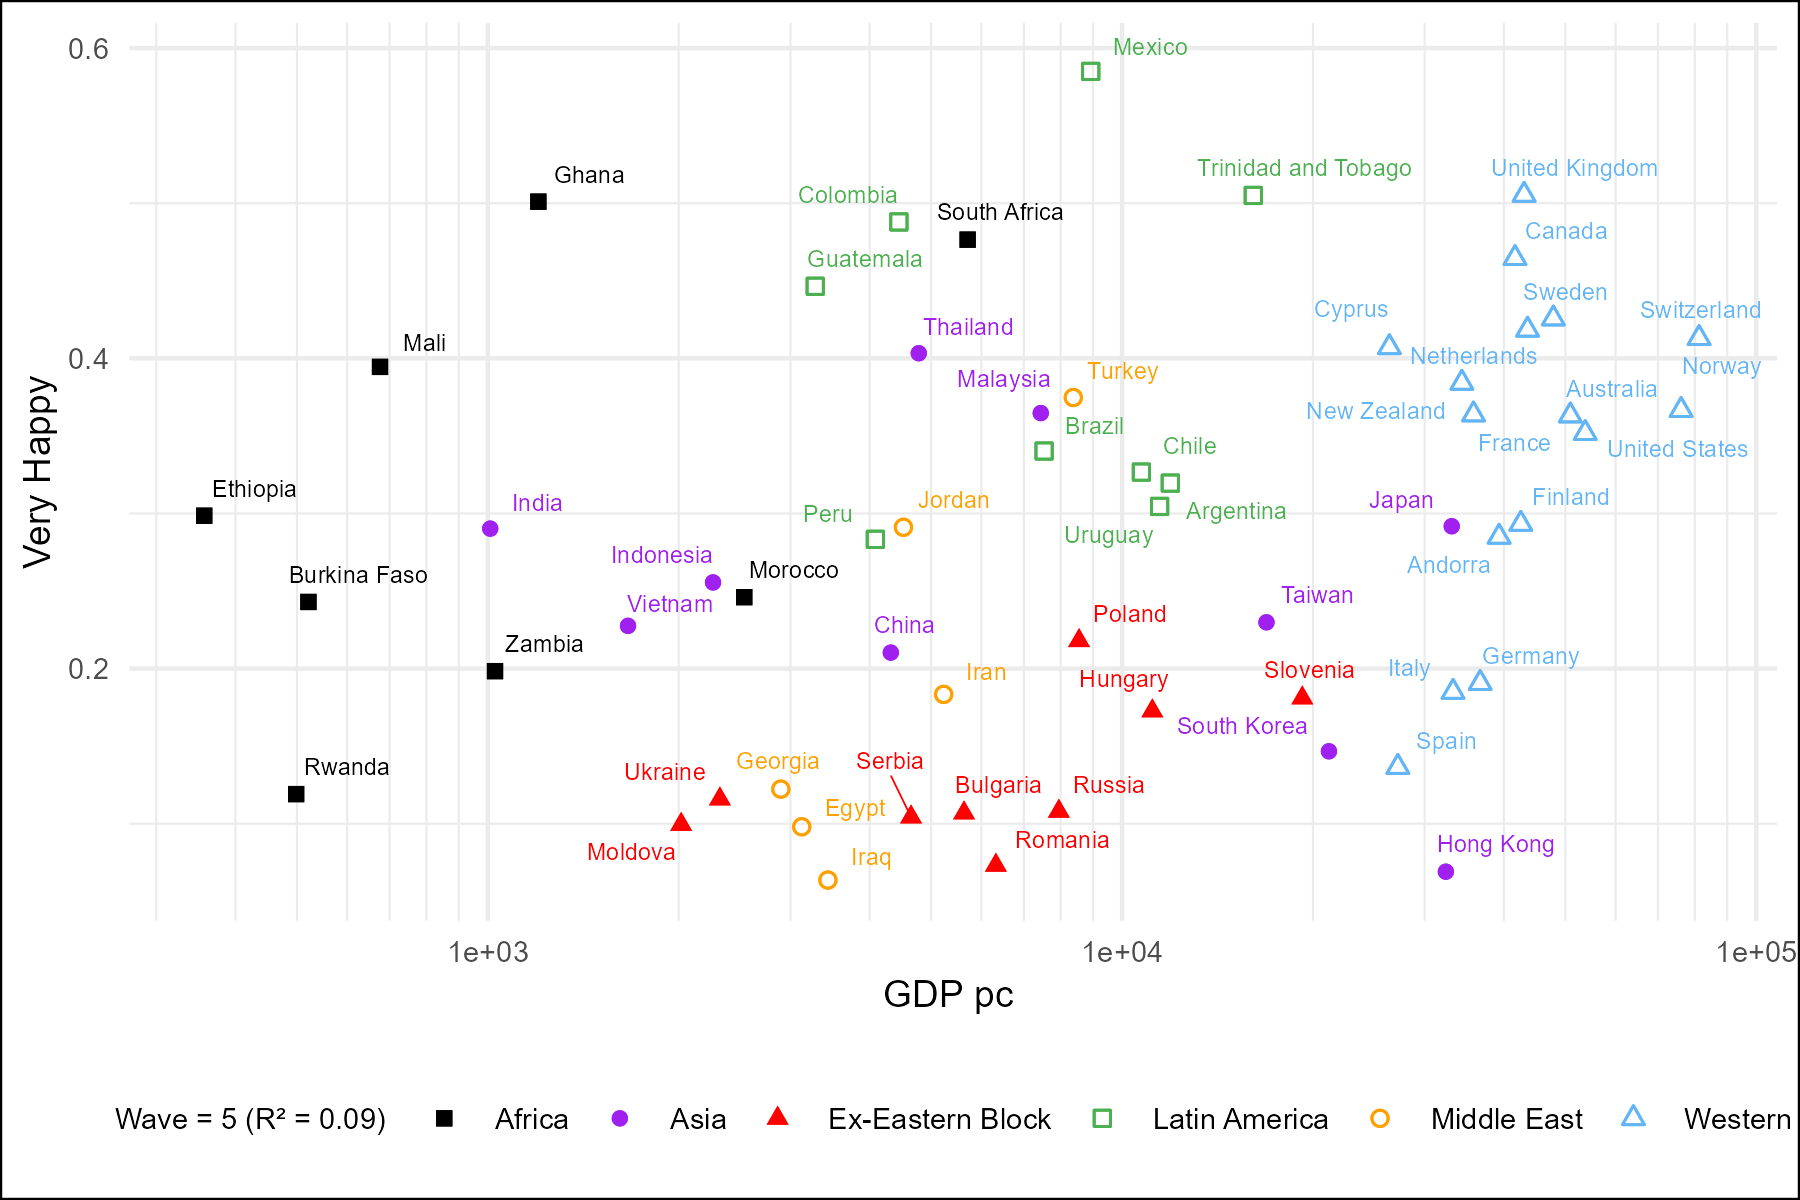 0.6
Mexico
Trinidad and Tobago
United Kingdom
Ghana
Colombia
South Africa
Canada
Guatemala
Sweden
Cyprus
Switzerland
Thailand
Mali
0.4
Netherlands
Norway
Turkey
Malaysia
Australia
New Zealand
Brazil
France
Chile
United States
Very Happy
Ethiopia
Finland
Jordan
Japan
India
Peru
Argentina
Uruguay
Indonesia
Andorra
Morocco
Burkina Faso
Taiwan
Vietnam
Poland
China
Zambia
Germany
0.2
Italy
Slovenia
Iran
Hungary
South Korea
Spain
Georgia
Serbia
Rwanda
Ukraine
Bulgaria
Russia
Egypt
Romania
Hong Kong
Moldova
Iraq
1e+03
1e+04
1e+05
GDP pc
Wave = 5 (R² = 0.09) Africa Asia Ex-Eastern Block Latin America Middle East Western